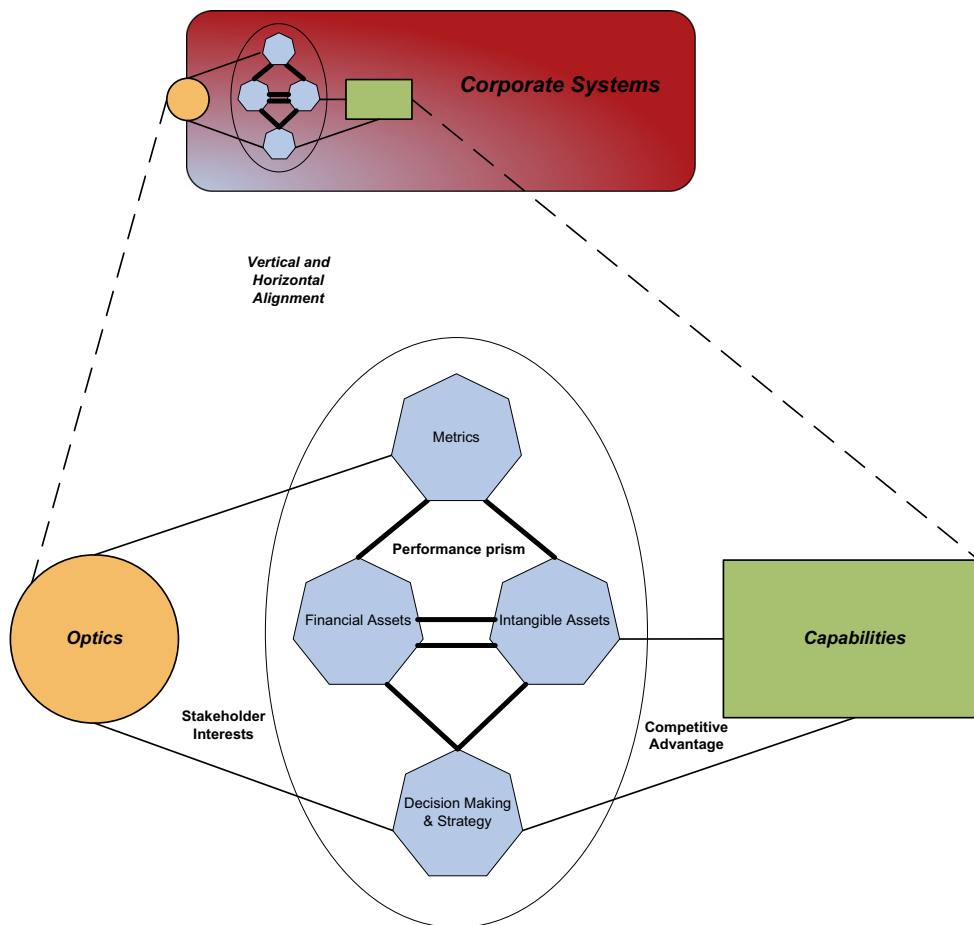 Corporate Systems
Vertical and
Horizontal
Alignment
Metrics
Performance prism
Financial Assets
Intangible Assets
Optics
Capabilities
Stakeholder
Interests
Competitive
Advantage
Decision Making
& Strategy